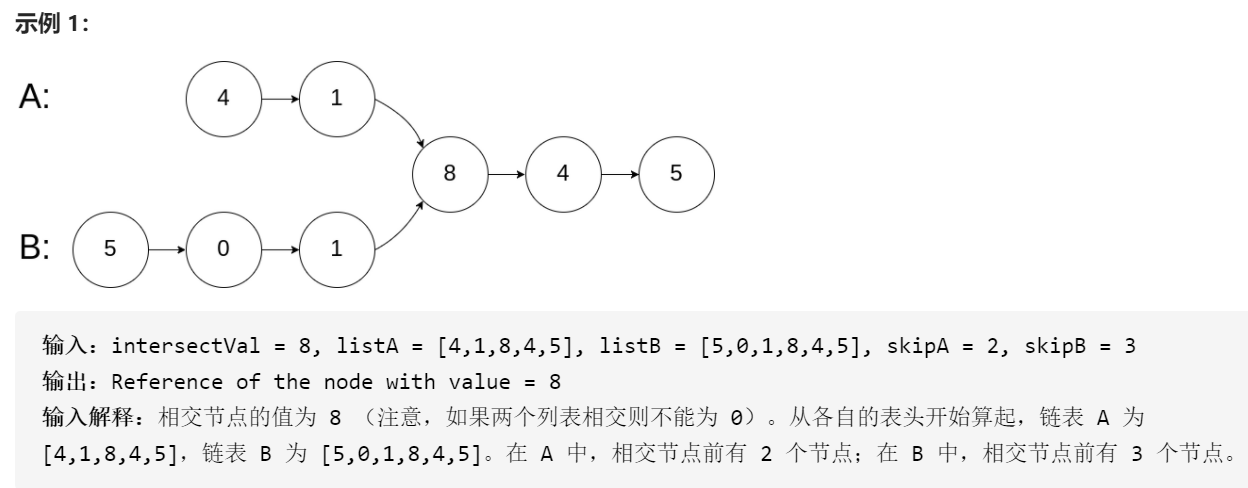 示例 1：
A: 4 1
8 4 5
B: 5 0 1
输入：intersectVal = 8, listA = [4,1,8,4,5], listB = [5,0,1,8,4,5], skipA = 2, skipB = 3
输出：Reference of the node with value = 8
输入解释：相交节点的值为 8 （注意，如果两个列表相交则不能为 0）。从各自的表头开始算起，链表 A 为
[4,1,8,4,5]，链表 B 为 [5,0,1,8,4,5]。在 A 中，相交节点前有 2 个节点；在 B 中，相交节点前有 3 个节点。